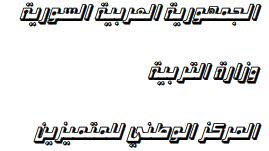 الجمهورية العربية السورية
وزارة التربية
المركز الوطني للمتميزين